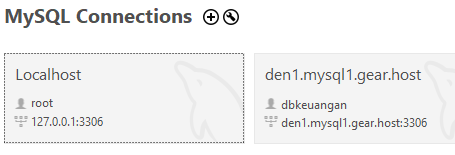 MySQL Connections
Localhost
root
127.0.0.1:3306
den1.mysql1.gear.host
dbkeuangan
den1.mysql1.gear.host:3306